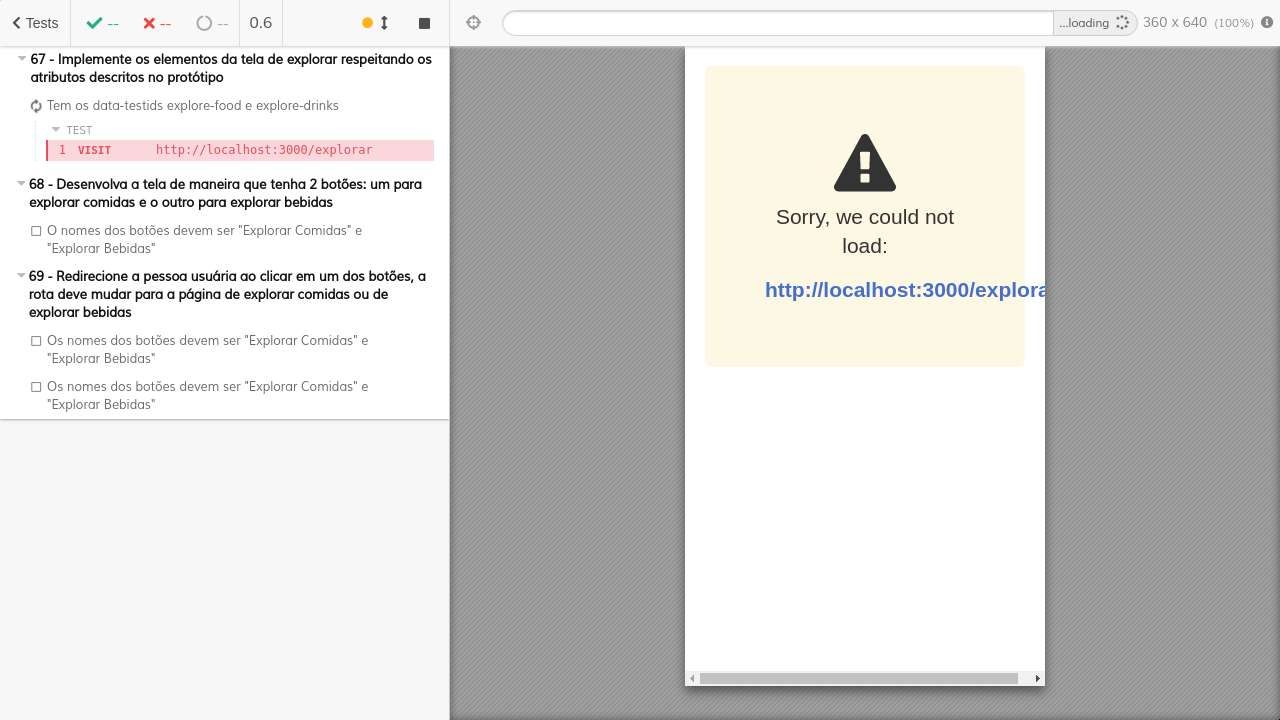 Tests
--
--
--
0.6
...loading
360 x 640 (100%)
67 - Implemente os elementos da tela de explorar respeitando os
atributos descritos no protótipo
Tem os data-testids explore-food e explore-drinks
TEST
1 VISIT http://localhost:3000/explorar
68 - Desenvolva a tela de maneira que tenha 2 botões: um para
explorar comidas e o outro para explorar bebidas
O nomes dos botões devem ser "Explorar Comidas" e
"Explorar Bebidas"
69 - Redirecione a pessoa usuária ao clicar em um dos botões, a
rota deve mudar para a página de explorar comidas ou de
explorar bebidas
Os nomes dos botões devem ser "Explorar Comidas" e
"Explorar Bebidas"
Os nomes dos botões devem ser "Explorar Comidas" e
"Explorar Bebidas"
Sorry, we could not
load:
http://localhost:3000/explora